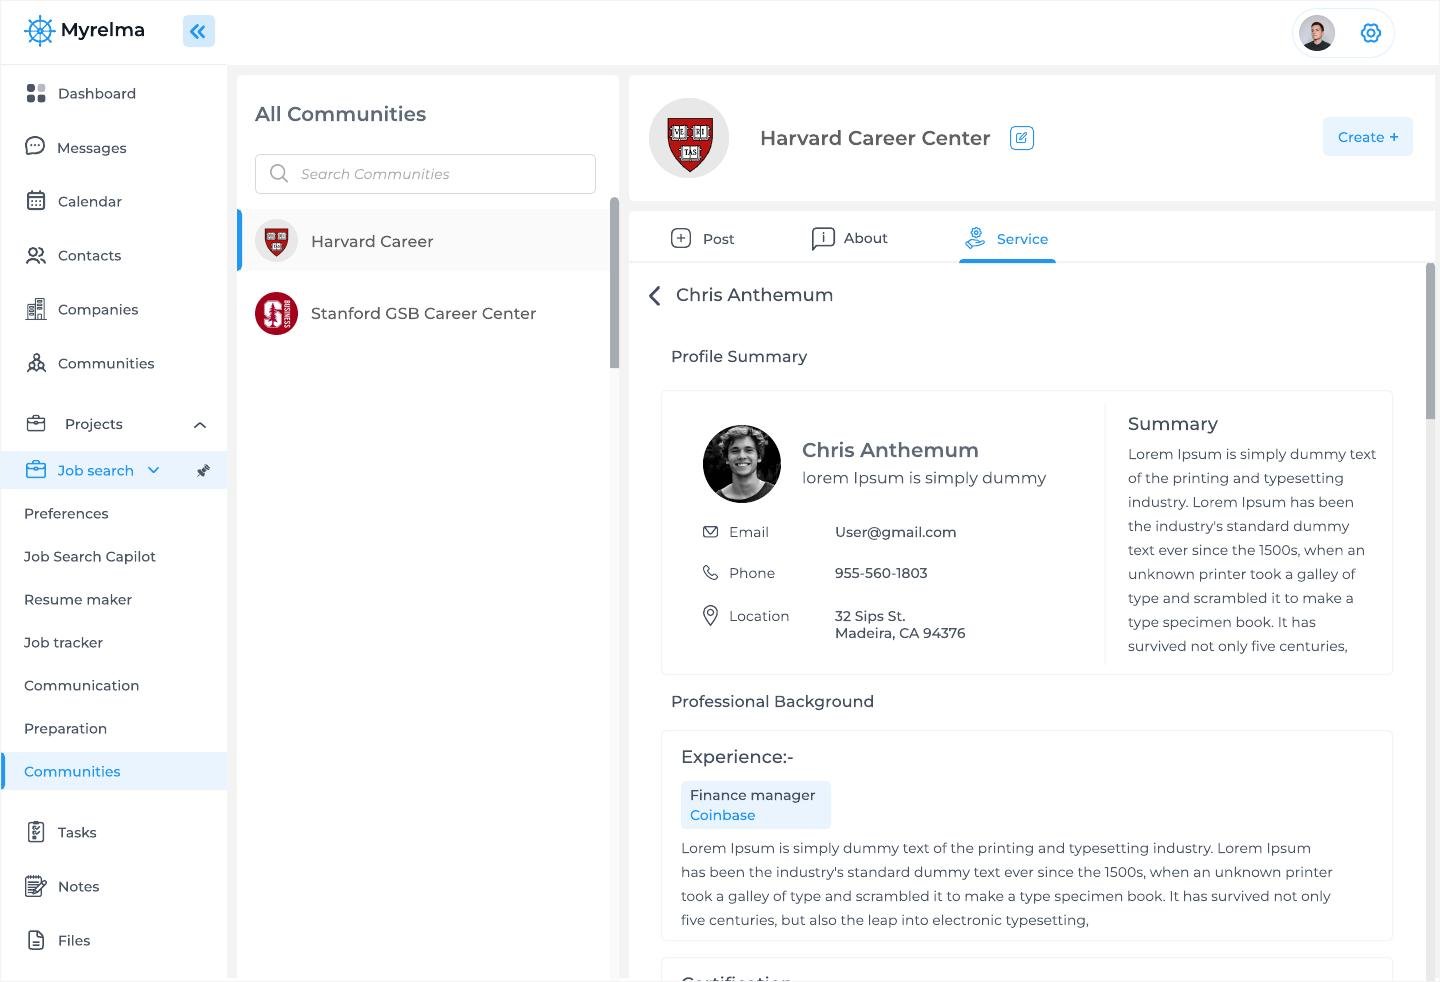 Myrelma
Dashboard
Messages
Calendar
Contacts
Companies
Communities
Projects
Job search
Preferences
Job Search Capilot
Resume maker
Job tracker
Communication
Preparation
Communities
Tasks
Notes
Files
All Communities
Search Communities
Harvard Career
BUSINESS
Stanford GSB Career Center
VE RI
TAS
Harvard Career Center
Create +
Post
About
Service
Chris Anthemum
Profile Summary
Chris Anthemum
lorem Ipsum is simply dummy
Email User@gmail.com
Phone 955-560-1803
Location 32 Sips St.
Madeira, CA 94376
Summary
Lorem Ipsum is simply dummy text
of the printing and typesetting
industry. Lorem Ipsum has been
the industry's standard dummy
text ever since the 1500s, when an
unknown printer took a galley of
type and scrambled it to make a
type specimen book. It has
survived not only five centuries,
Professional Background
Experience:-
Finance manager
Coinbase
Lorem Ipsum is simply dummy text of the printing and typesetting industry. Lorem Ipsum
has been the industry's standard dummy text ever since the 1500s, when an unknown printer
took a galley of type and scrambled it to make a type specimen book. It has survived not only
five centuries, but also the leap into electronic typesetting,